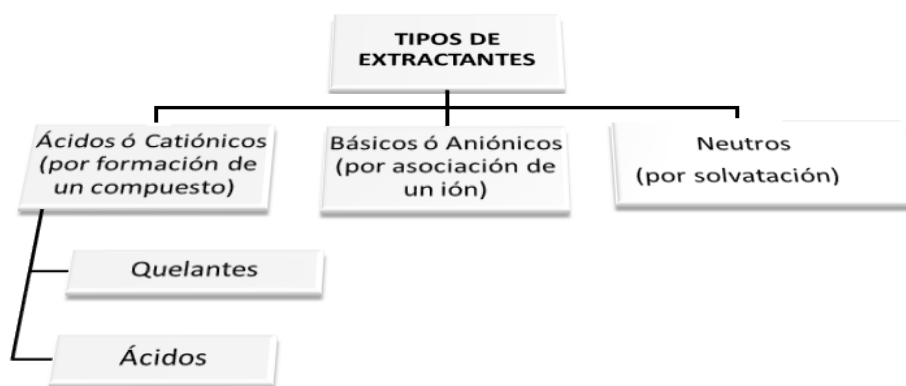 TIPOS DE
EXTRACTANTES
Ácidos ó Catiónicos
(por formación de
un compuesto)
Básicos ó Aniónicos
(por asociación de
un ión)
Neutros
(por solvatación)
Quelantes
Ácidos